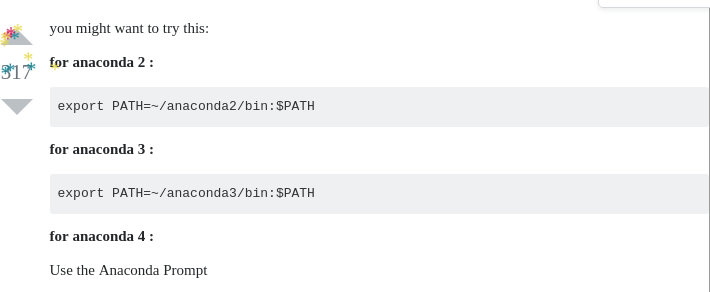 you might want to try this:
317
for anaconda 2 :
export PATH=~/anaconda2/bin:$PATH
for anaconda 3 :
export PATH=~/anaconda3/bin:$PATH
for anaconda 4 :
Use the Anaconda Prompt